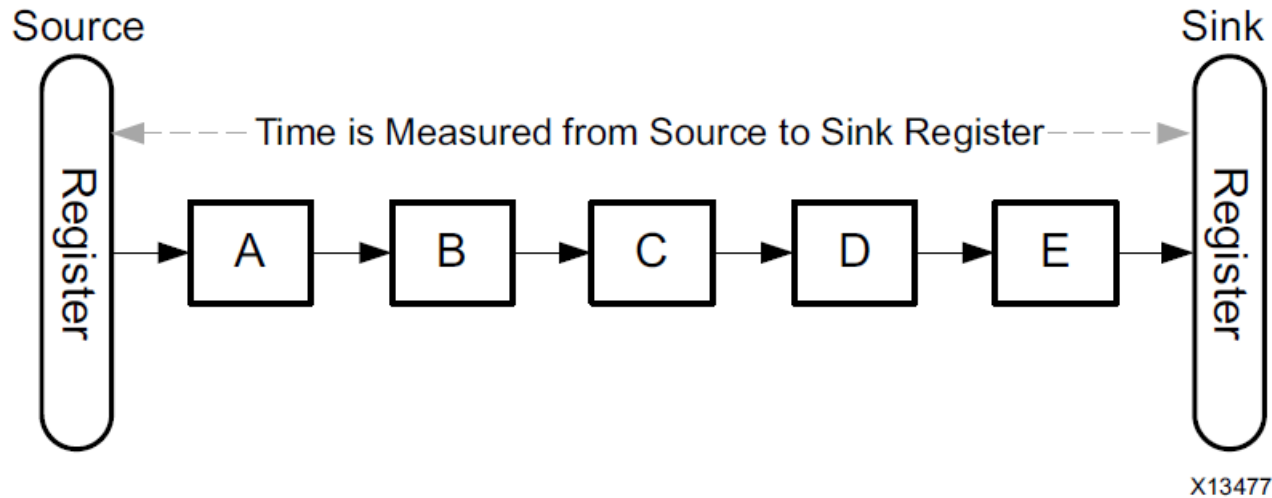 Source
Sink
Time is Measured from Source to Sink Register
Register
A
B
C
D
E
Register
X13477